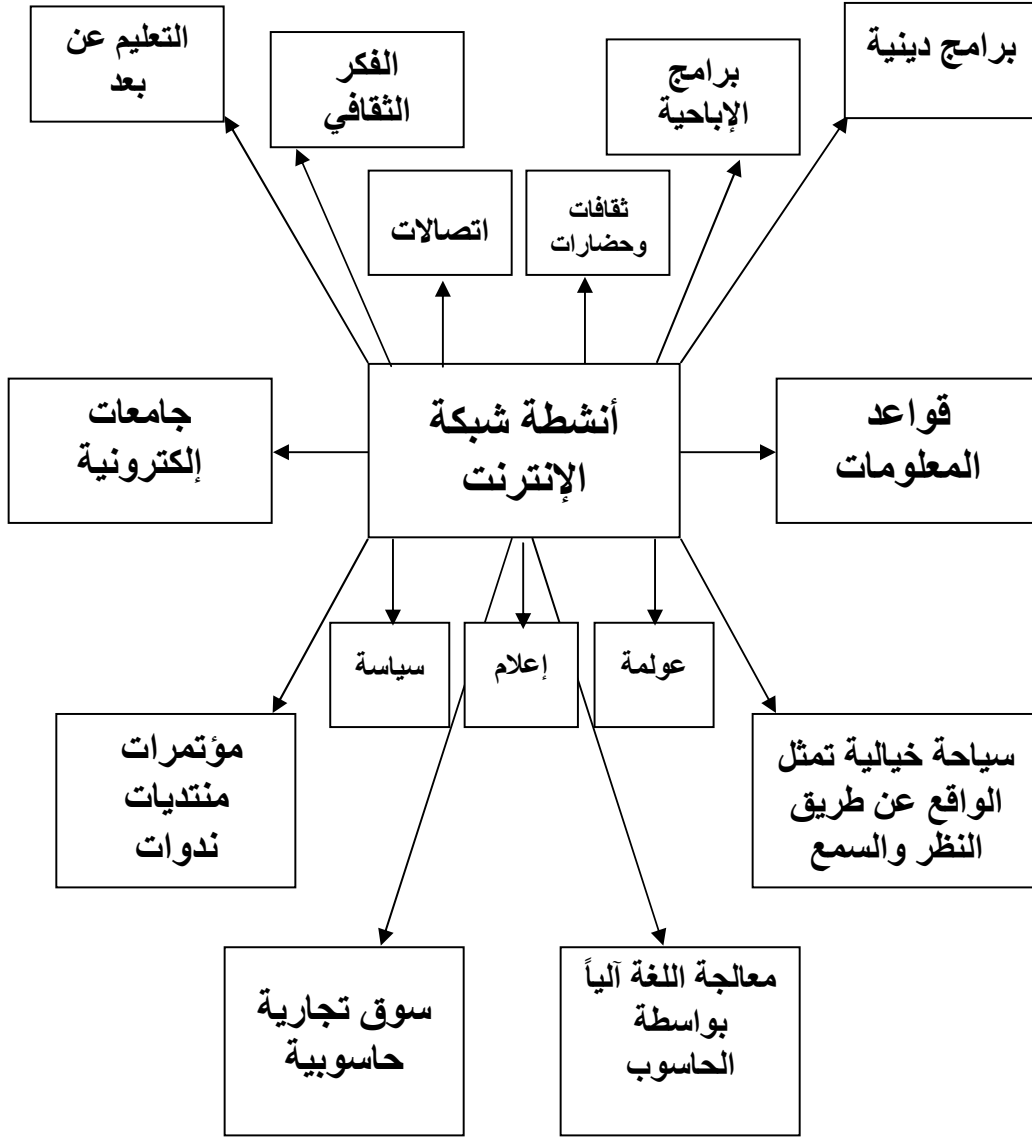 برامج دينية
برامج
الإباحية
الفكر
الثقافي
التعليم عن
بعد
ثقافات
وحضارات
اتصالات
قواعد
المعلومات
أنشطة شبكة
الإنترنت
جامعات
إلكترونية
عولمة
إعلام
سياسة
سياحة خيالية تمثل
الواقع عن طريق
النظر والسمع
مؤتمرات
منتديات
ندوات
معالجة اللغة آلياً
بواسطة
الحاسوب
سوق تجارية
حاسوبية